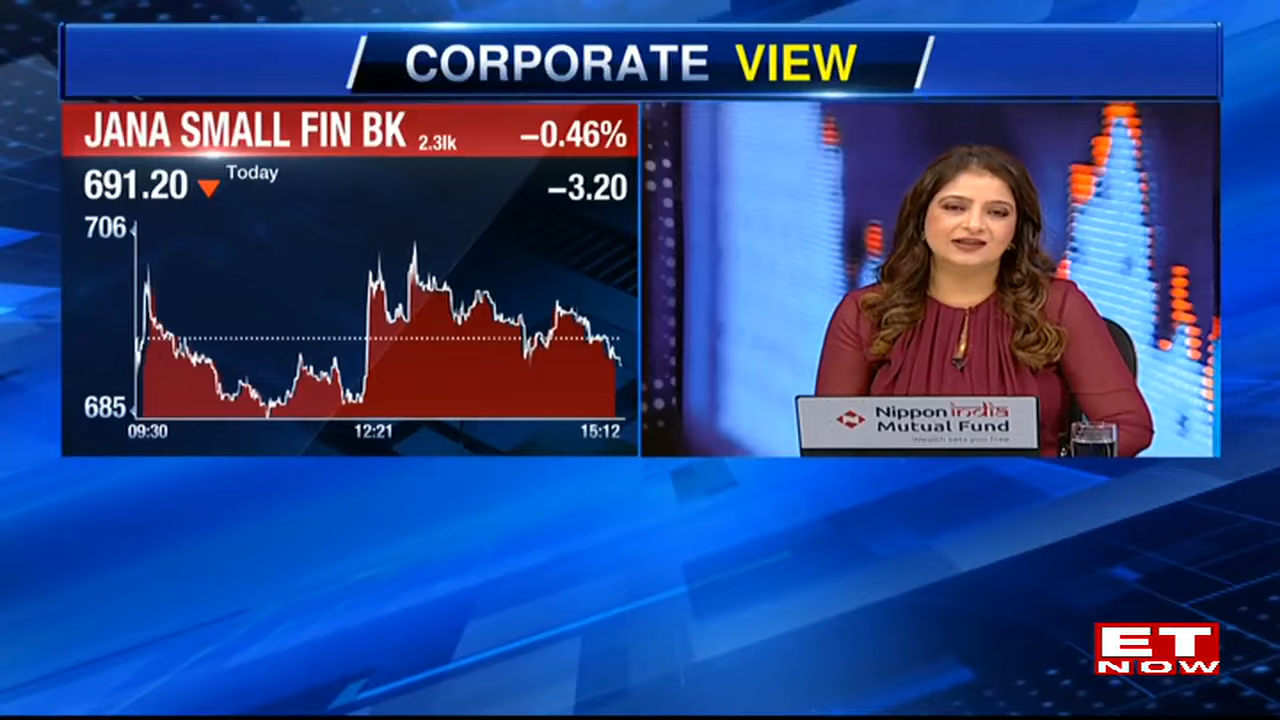 CORPORATE VIEW
JANA SMALL FIN BK 2.3lk −0.46%
691.20 Today −3.20
706
685
09:30 12:21 15:12
Nippon india
Mutual Fund
Wealth sets you free
ET
NOW